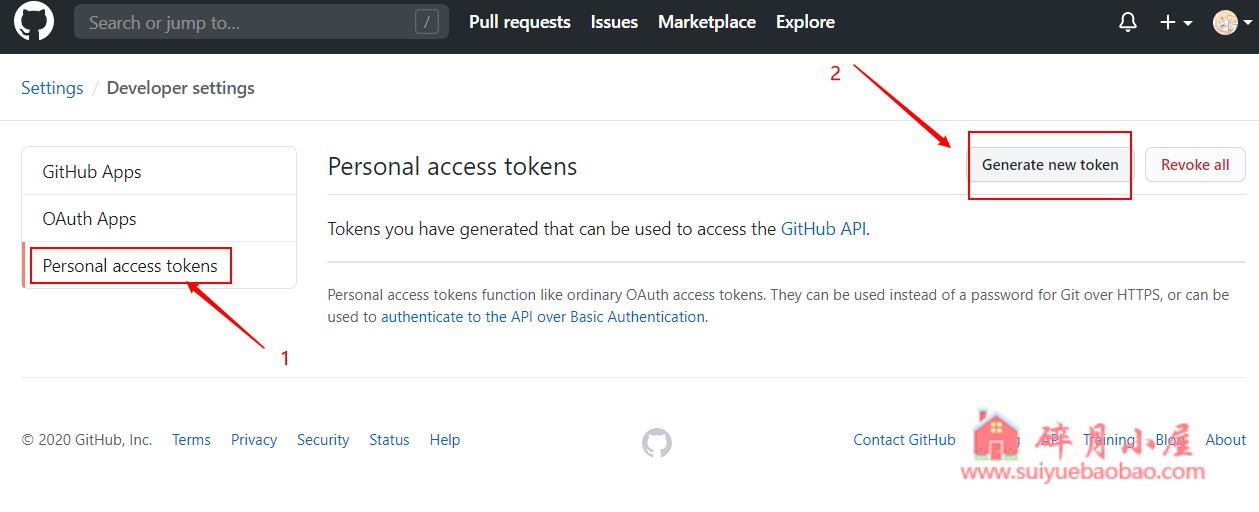 Search or jump to... /
Pull requests Issues Marketplace Explore
Settings / Developer settings
2
GitHub Apps
OAuth Apps
Personal access tokens
1
Personal access tokens
Generate new token
Revoke all
Tokens you have generated that can be used to access the GitHub API.
Personal access tokens function like ordinary OAuth access tokens. They can be used instead of a password for Git over HTTPS, or can be
used to authenticate to the API over Basic Authentication.
© 2020 GitHub, Inc. Terms Privacy Security Status Help
Contact GitHub API Training Blog About
碎月小屋
www.suiyuebaobao.com